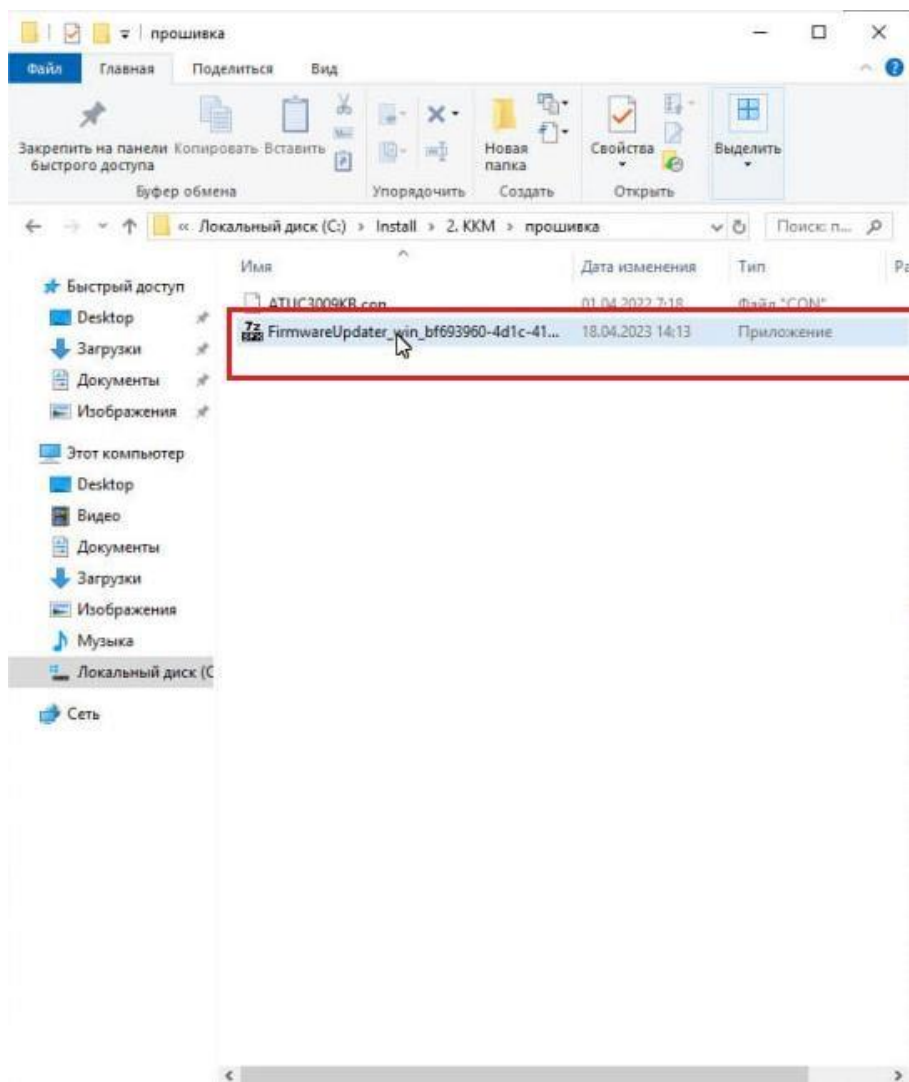 прошивка
Файл Главная Поделиться Вид
Закрепить на панели быстрого доступа
Копировать
Вставить
Новая папка
Свойства
Выделить
Буфер обмена Упорядочить Создать Открыть
« Локальный диск (C:) › Install › 2. ККМ › прошивка
Поиск: п...
Имя Дата изменения Тип
ATUC3009KB.con 01.04.2022 7:18 Файл "CON"
7z SFX FirmwareUpdater_win_bf693960-4d1c-41... 18.04.2023 14:13 Приложение
Быстрый доступ
Desktop
Загрузки
Документы
Изображения
Этот компьютер
Desktop
Видео
Документы
Загрузки
Изображения
Музыка
Локальный диск (C
Сеть